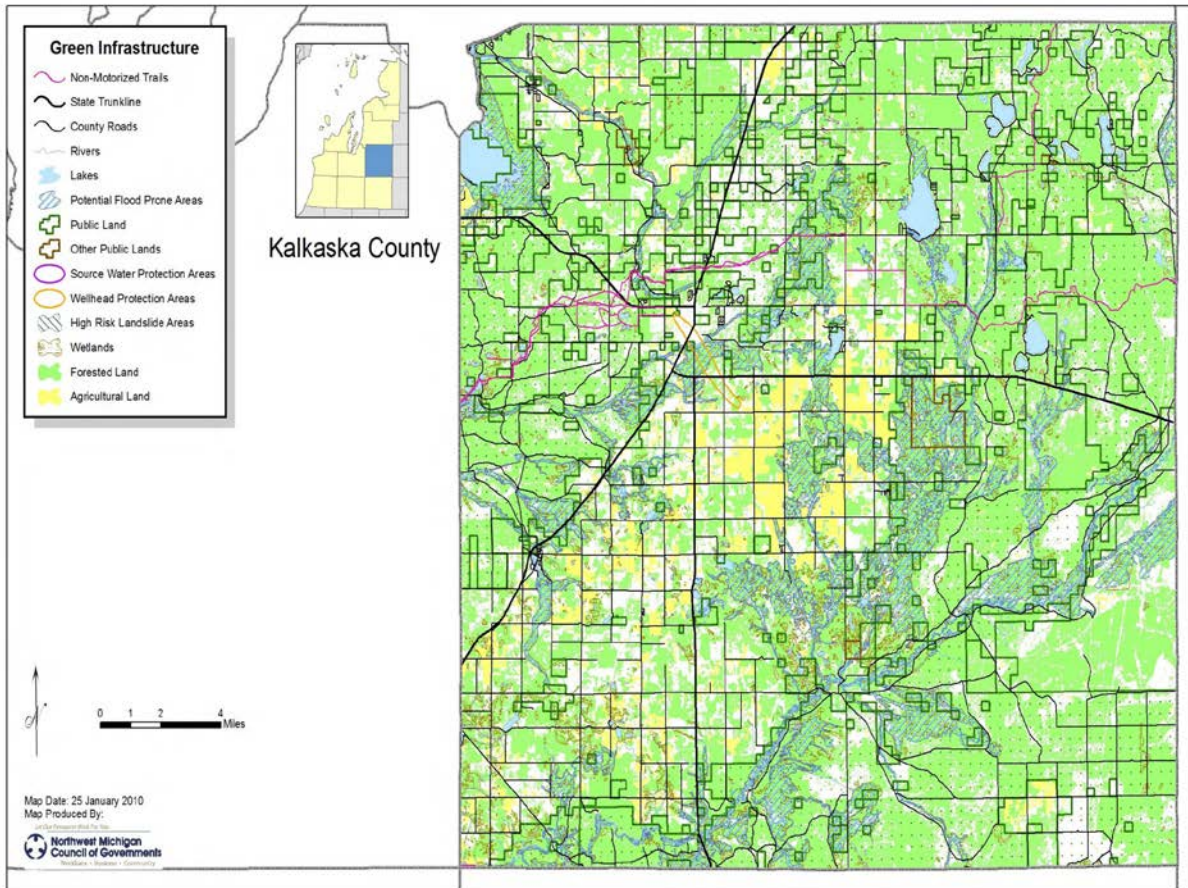 Green Infrastructure
Non-Motorized Trails
State Trunkline
County Roads
Rivers
Lakes
Potential Flood Prone Areas
Public Land
Other Public Lands
Source Water Protection Areas
Wellhead Protection Areas
High Risk Landslide Areas
Wetlands
Forested Land
Agricultural Land
Kalkaska County
0 1 2 4
Miles
Map Date: 25 January 2010
Map Produced By:
Northwest Michigan
Council of Governments